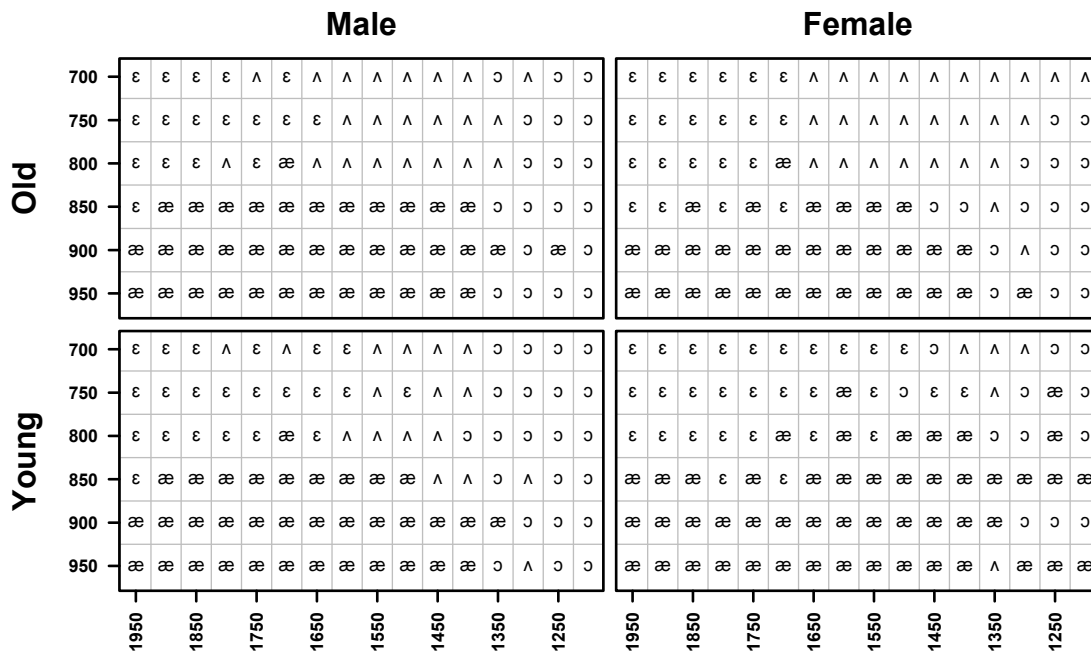 Male Female
Old
700 ɛ ɛ ɛ ɛ ʌ ɛ ʌ ʌ ʌ ʌ ʌ ʌ ɔ ʌ ɔ ɔ ɛ ɛ ɛ ɛ ɛ ɛ ʌ ʌ ʌ ʌ ʌ ʌ ʌ ʌ ʌ ʌ
750 ɛ ɛ ɛ ɛ ɛ ɛ ɛ ʌ ʌ ʌ ʌ ʌ ʌ ɔ ɔ ɔ ɛ ɛ ɛ ɛ ɛ ɛ ʌ ʌ ʌ ʌ ʌ ʌ ʌ ʌ ɔ ɔ
800 ɛ ɛ ɛ ʌ ɛ æ ʌ ʌ ʌ ʌ ʌ ʌ ʌ ɔ ɔ ɔ ɛ ɛ ɛ ɛ ɛ æ ʌ ʌ ʌ ʌ ʌ ʌ ʌ ɔ ɔ ɔ
850 ɛ æ æ æ æ æ æ æ æ æ æ æ ɔ ɔ ɔ ɔ ɛ ɛ æ ɛ æ ɛ æ æ æ æ ɔ ɔ ʌ ɔ ɔ ɔ
900 æ æ æ æ æ æ æ æ æ æ æ æ æ ɔ æ ɔ æ æ æ æ æ æ æ æ æ æ æ æ ɔ ʌ ɔ ɔ
950 æ æ æ æ æ æ æ æ æ æ æ æ ɔ ɔ ɔ ɔ æ æ æ æ æ æ æ æ æ æ æ æ ɔ æ ɔ ɔ
Young
700 ɛ ɛ ɛ ʌ ɛ ʌ ɛ ɛ ʌ ʌ ʌ ʌ ɔ ɔ ɔ ɔ ɛ ɛ ɛ ɛ ɛ ɛ ɛ ɛ ɛ ɛ ɔ ʌ ʌ ʌ ɔ ɔ
750 ɛ ɛ ɛ ɛ ɛ ɛ ɛ ɛ ʌ ɛ ʌ ʌ ɔ ɔ ɔ ɔ ɛ ɛ ɛ ɛ ɛ ɛ ɛ æ ɛ ɔ ɛ ɛ ʌ ɔ æ ɔ
800 ɛ ɛ ɛ ɛ ɛ æ ɛ ʌ ʌ ʌ ʌ ɔ ɔ ɔ ɔ ɔ ɛ ɛ ɛ ɛ ɛ æ ɛ æ ɛ æ æ æ ɔ ɔ æ ɔ
850 ɛ æ æ æ æ æ æ æ æ æ ʌ ʌ ɔ ʌ ɔ ɔ æ æ æ ɛ æ ɛ æ æ æ æ æ æ æ æ æ æ
900 æ æ æ æ æ æ æ æ æ æ æ æ æ ɔ ɔ ɔ æ æ æ æ æ æ æ æ æ æ æ æ æ ɔ ɔ ɔ
950 æ æ æ æ æ æ æ æ æ æ æ æ ɔ ʌ ɔ ɔ æ æ æ æ æ æ æ æ æ æ æ æ ʌ æ æ æ
1950 1850 1750 1650 1550 1450 1350 1250 1950 1850 1750 1650 1550 1450 1350 1250